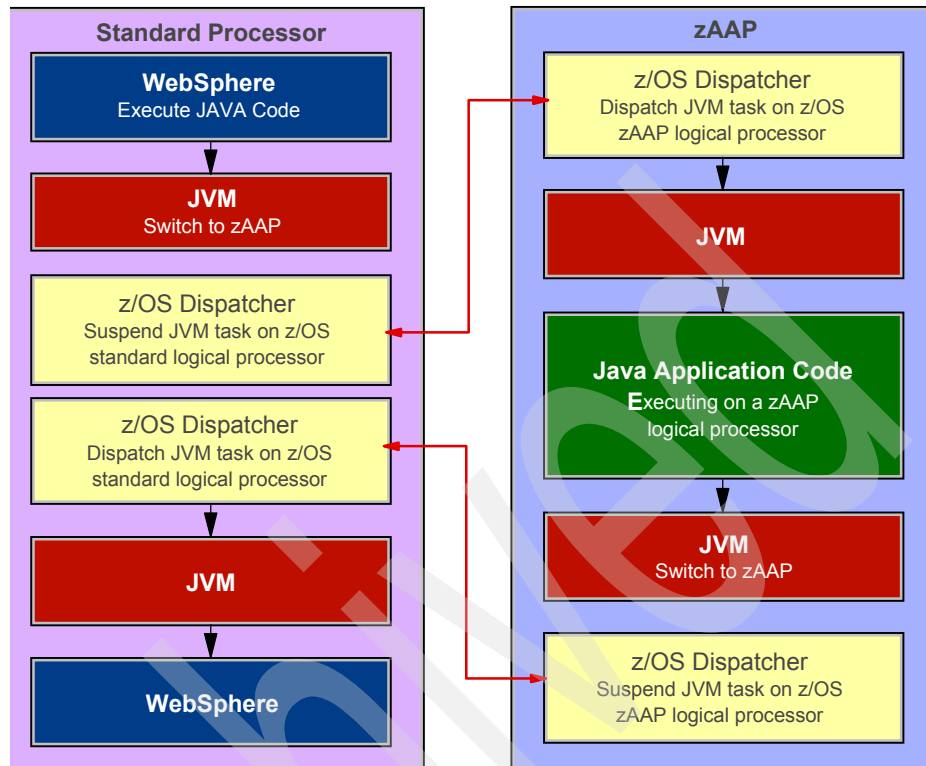 Standard Processor
WebSphere
Execute JAVA Code
JVM
Switch to zAAP
z/OS Dispatcher
Suspend JVM task on z/OS
standard logical processor
z/OS Dispatcher
Dispatch JVM task on z/OS
standard logical processor
JVM
WebSphere
zAAP
z/OS Dispatcher
Dispatch JVM task on z/OS
zAAP logical processor
JVM
Java Application Code
Executing on a zAAP
logical processor
JVM
Switch to zAAP
z/OS Dispatcher
Suspend JVM task on z/OS
zAAP logical processor